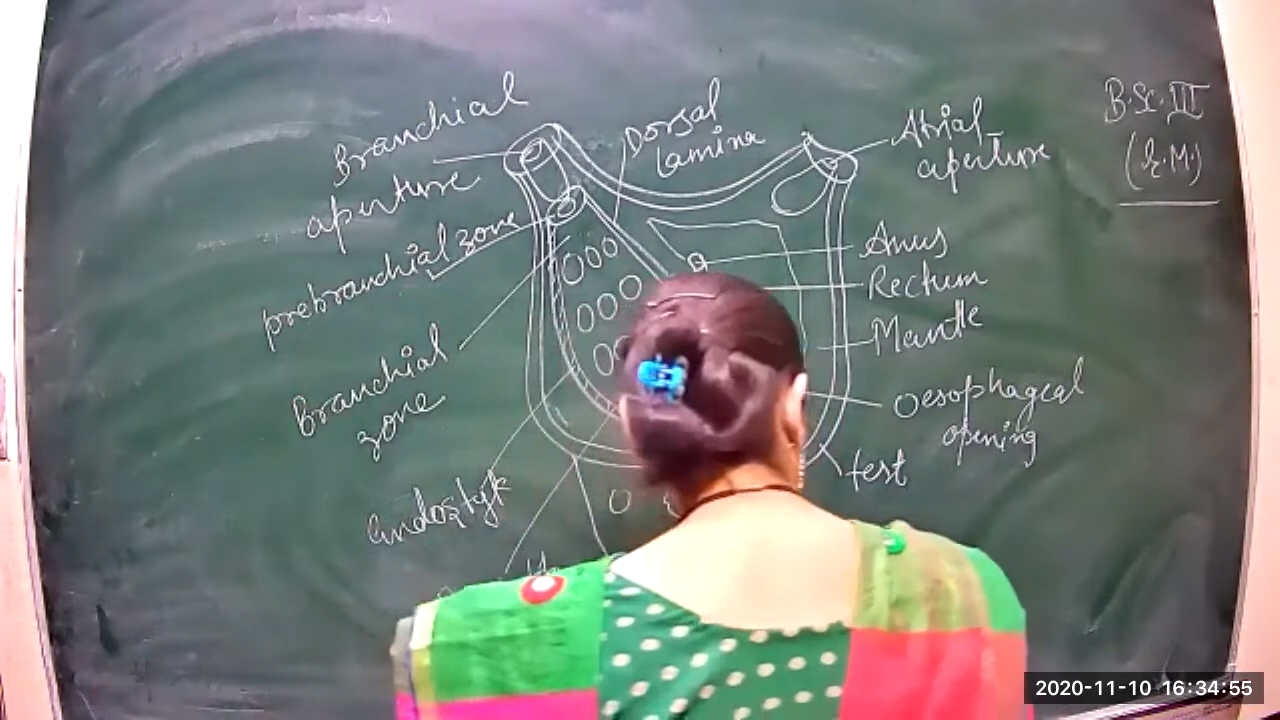 Branchial
aperture
prebranchial zone
Branchial
zone
Endostyle
Dorsal
Lamina
Atrial
aperture
Anus
Rectum
Mantle
Oesophageal
opening
test
B.Sc.III
2020-11-10 16:34:55